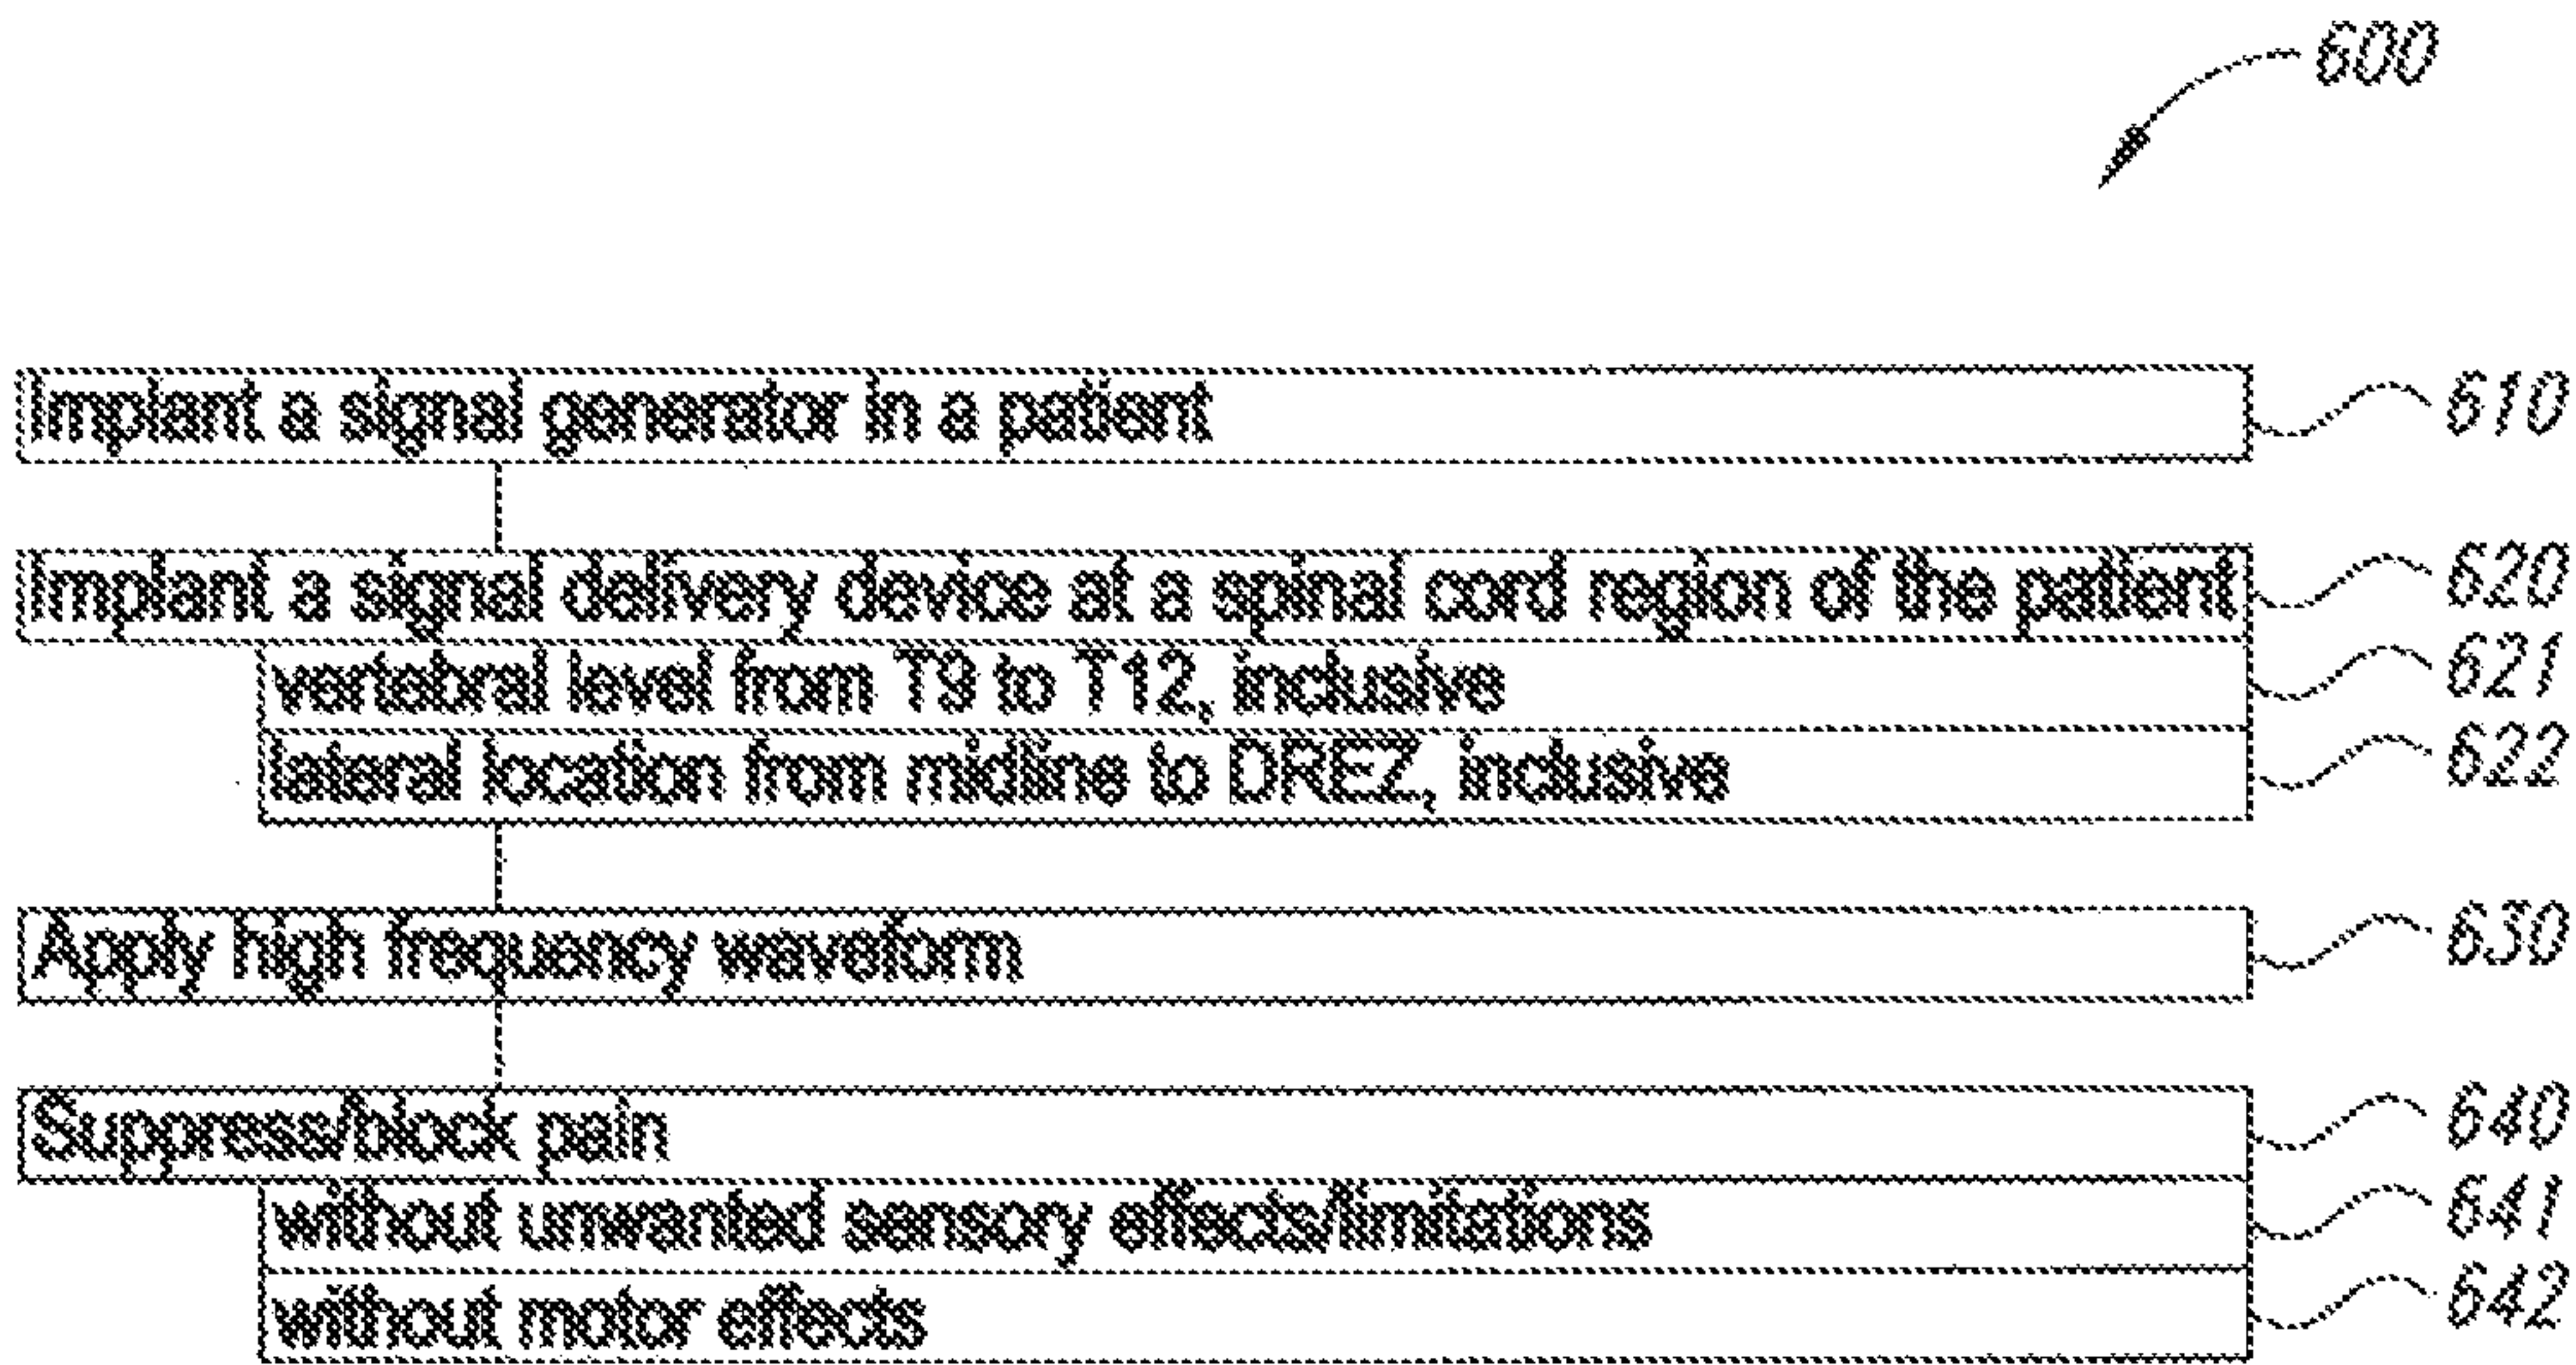 600
Implant a signal generator in a patient 610
Implant a signal delivery device at a spinal cord region of the patient 620
vertebral level from T9 to T12, inclusive 621
lateral location from midline to DREZ, inclusive 622
Apply high frequency waveform 630
Suppress/block pain 640
without unwanted sensory effects/limitations 641
without motor effects 642